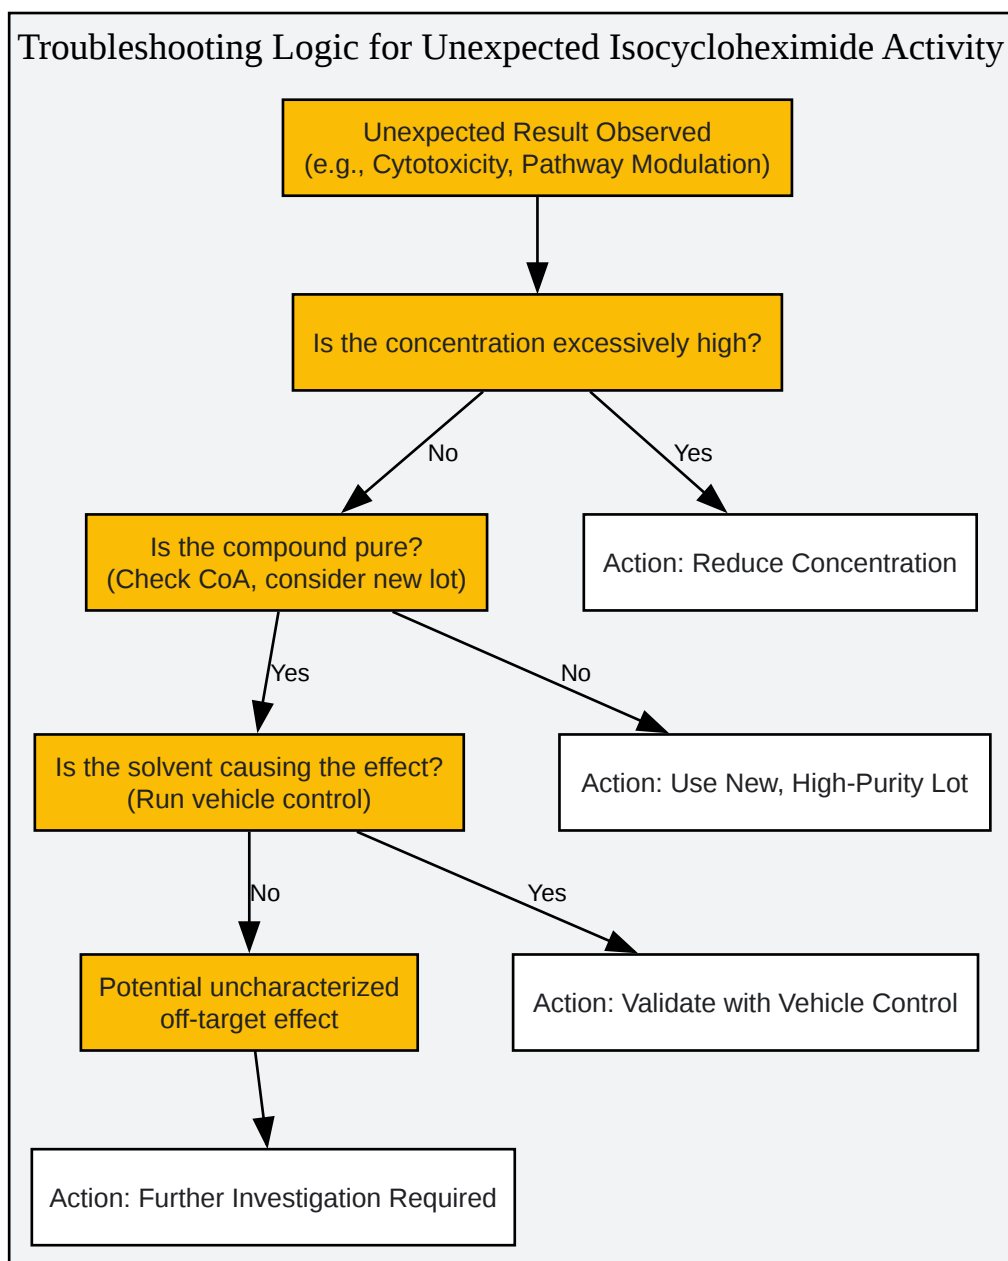 Troubleshooting Logic for Unexpected Isocycloheximide Activity
Unexpected Result Observed
(e.g., Cytotoxicity, Pathway Modulation)
Is the concentration excessively high?
No
Yes
Is the compound pure?
(Check CoA, consider new lot)
Action: Reduce Concentration
Yes
No
Is the solvent causing the effect?
(Run vehicle control)
Action: Use New, High-Purity Lot
No
Yes
Potential uncharacterized
off-target effect
Action: Validate with Vehicle Control
Action: Further Investigation Required